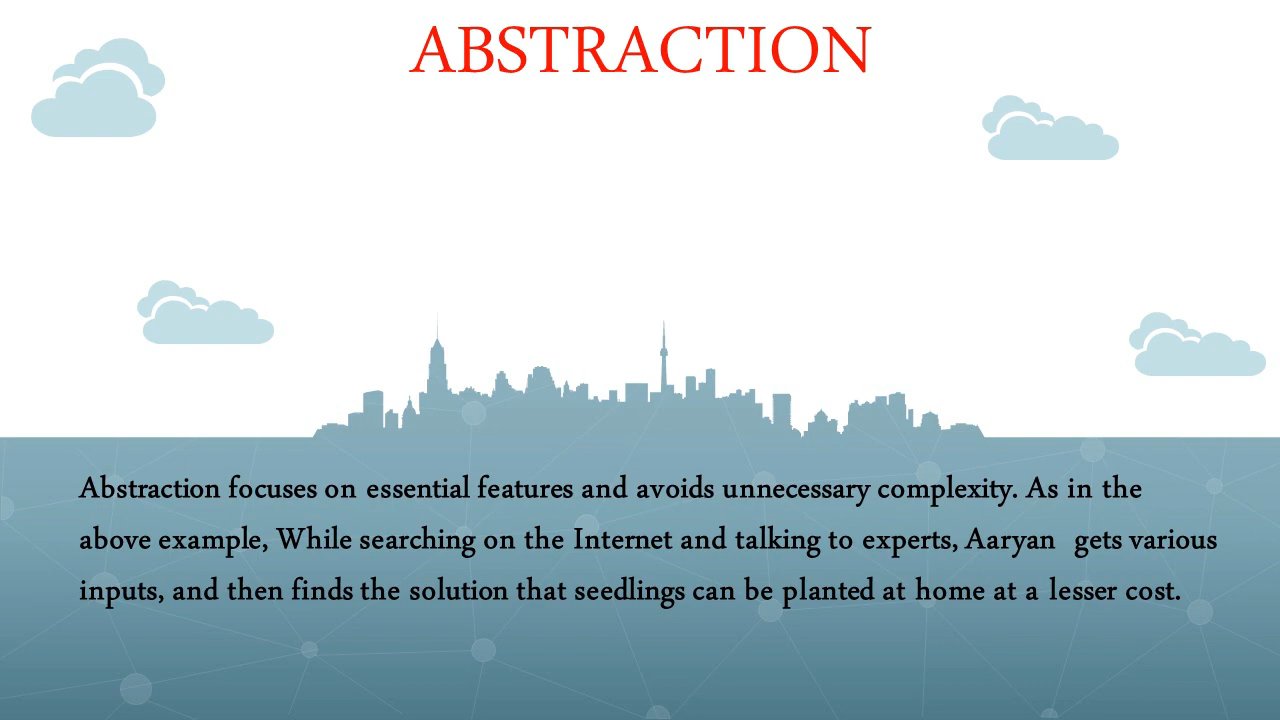 ABSTRACTION
Abstraction focuses on essential features and avoids unnecessary complexity. As in the
above example, While searching on the Internet and talking to experts, Aaryan  gets various
inputs, and then finds the solution that seedlings can be planted at home at a lesser cost.